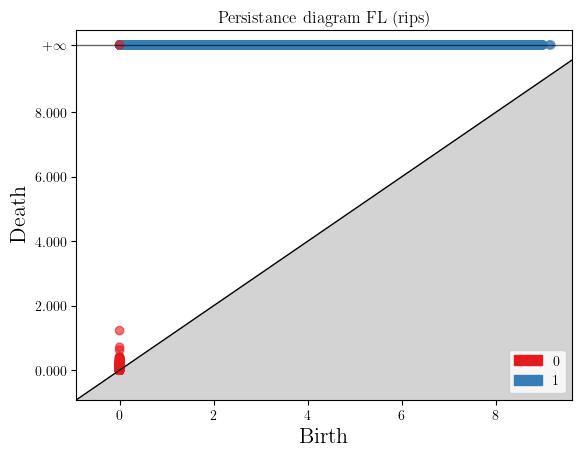 Persistance diagram FL (rips)
+∞
8.000
6.000
4.000
2.000
0.000
Death
0 2 4 6 8
Birth
0
1